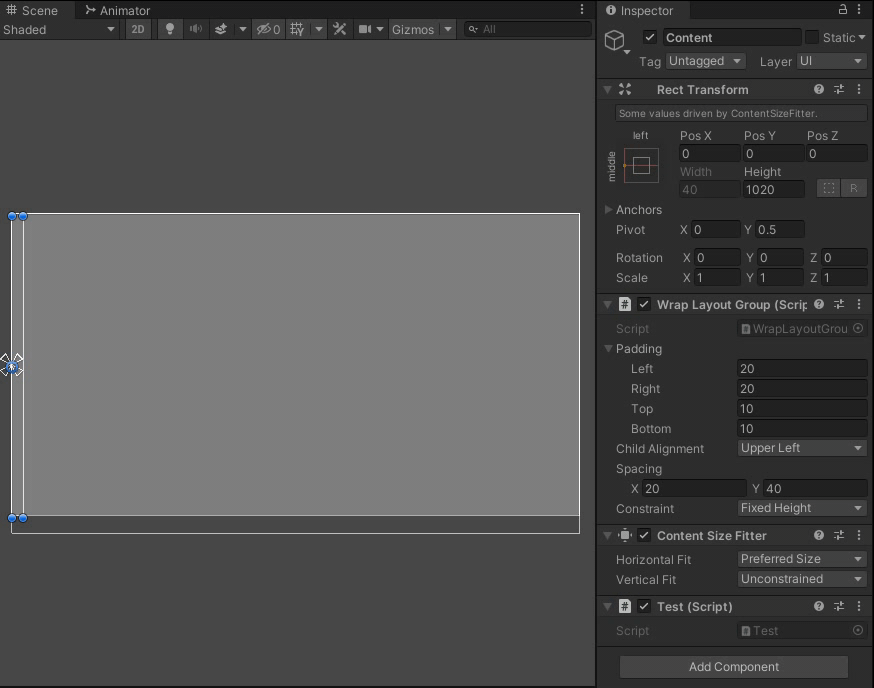 Scene Animator
Shaded 2D 0 Gizmos All
Inspector
Content Static
Tag Untagged Layer UI
Rect Transform
Some values driven by ContentSizeFitter.
left Pos X Pos Y Pos Z
middle 0 0 0
Width Height
40 1020 R
Anchors
Pivot X 0 Y 0.5
Rotation X 0 Y 0 Z 0
Scale X 1 Y 1 Z 1
# Wrap Layout Group (Scrip
Script # WrapLayoutGrou
Padding
Left 20
Right 20
Top 10
Bottom 10
Child Alignment Upper Left
Spacing
X 20 Y 40
Constraint Fixed Height
Content Size Fitter
Horizontal Fit Preferred Size
Vertical Fit Unconstrained
# Test (Script)
Script # Test
Add Component